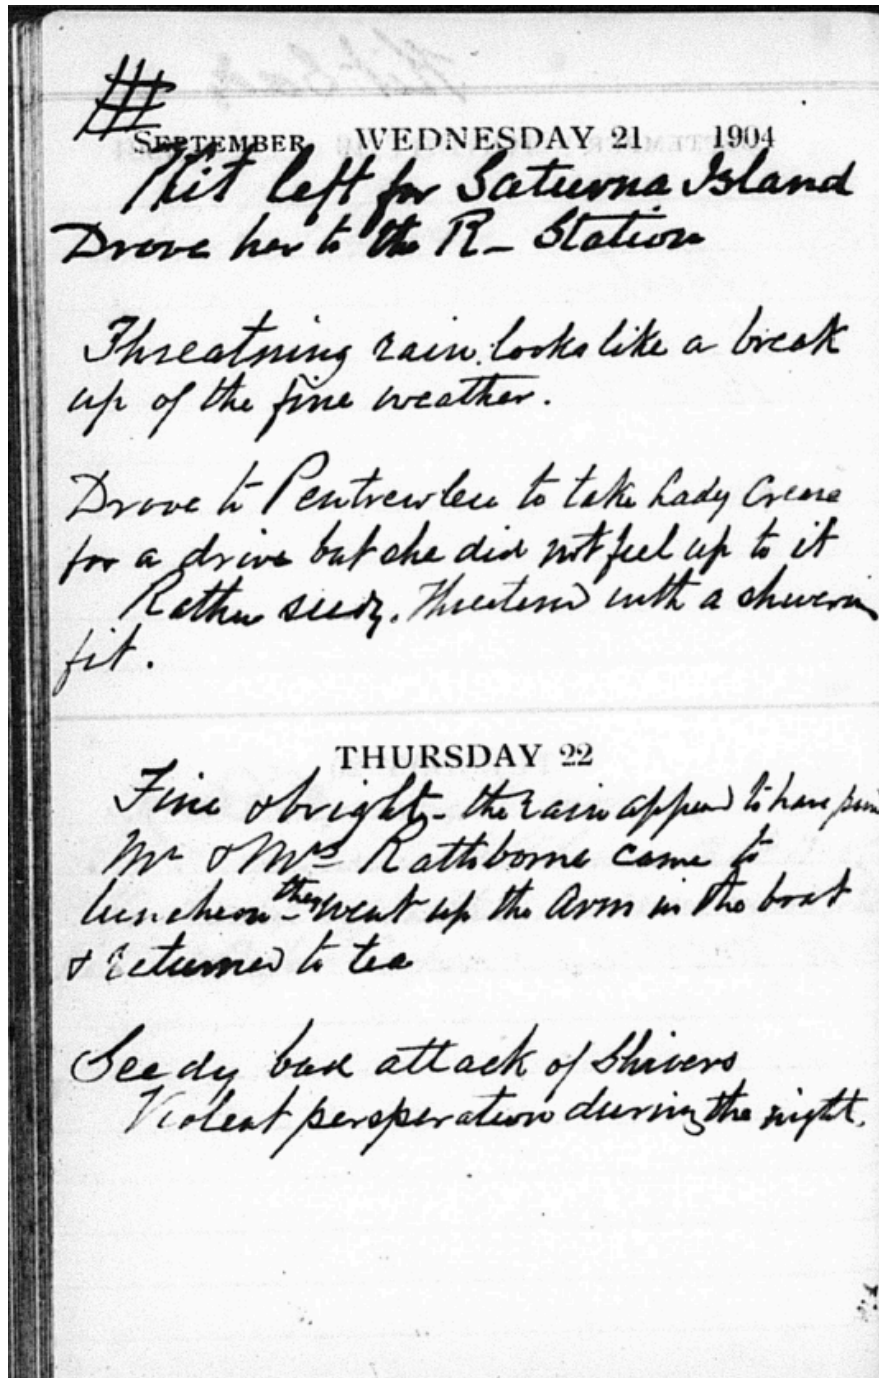 SEPTEMBER WEDNESDAY 21 1904
Kit left for Saturna Island
Drove her to the R - Station
Threatning rain. looks like a break
up of the fine weather.
Drove to Pentrewleu to take Lady Crease
for a drive but she did not feel up to it
Rather seedy. threatened with a shivering
fit.
THURSDAY 22
Fine & bright - the rain appears to have
Mr & Mrs Rathborne came to
luncheon - then went up the Arm in the boat
& returned to tea
Seedy bad attack of Shivers
Violent persperation during the night.